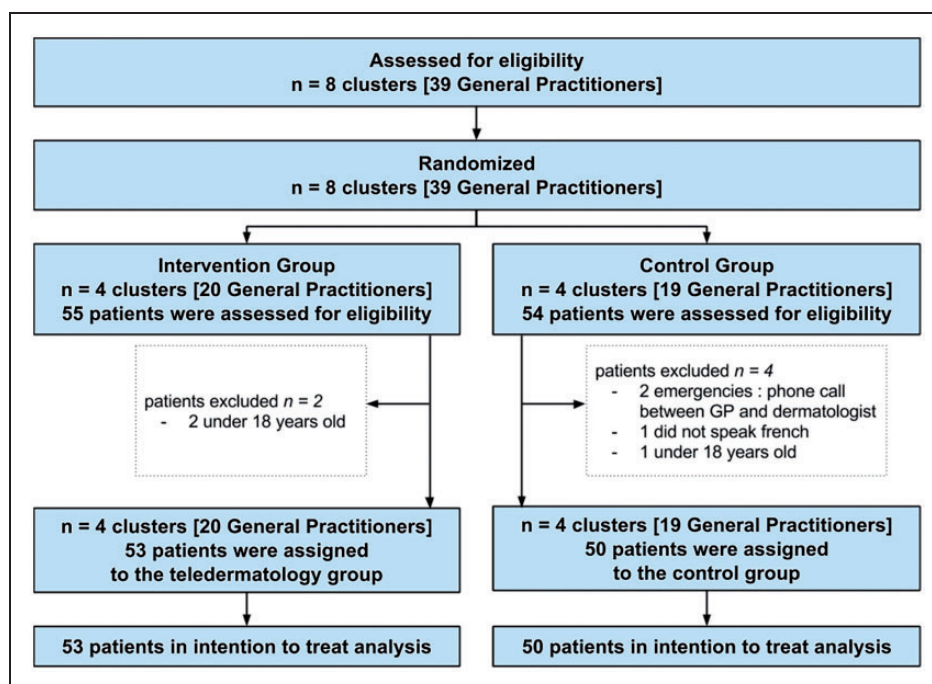 Assessed for eligibility
n = 8 clusters [39 General Practitioners]
Randomized
n = 8 clusters [39 General Practitioners]
Intervention Group
n = 4 clusters [20 General Practitioners]
55 patients were assessed for eligibility
Control Group
n = 4 clusters [19 General Practitioners]
54 patients were assessed for eligibility
patients excluded n = 2
- 2 under 18 years old
patients excluded n = 4
- 2 emergencies : phone call
between GP and dermatologist
- 1 did not speak french
- 1 under 18 years old
n = 4 clusters [20 General Practitioners]
53 patients were assigned
to the teledermatology group
n = 4 clusters [19 General Practitioners]
50 patients were assigned
to the control group
53 patients in intention to treat analysis
50 patients in intention to treat analysis